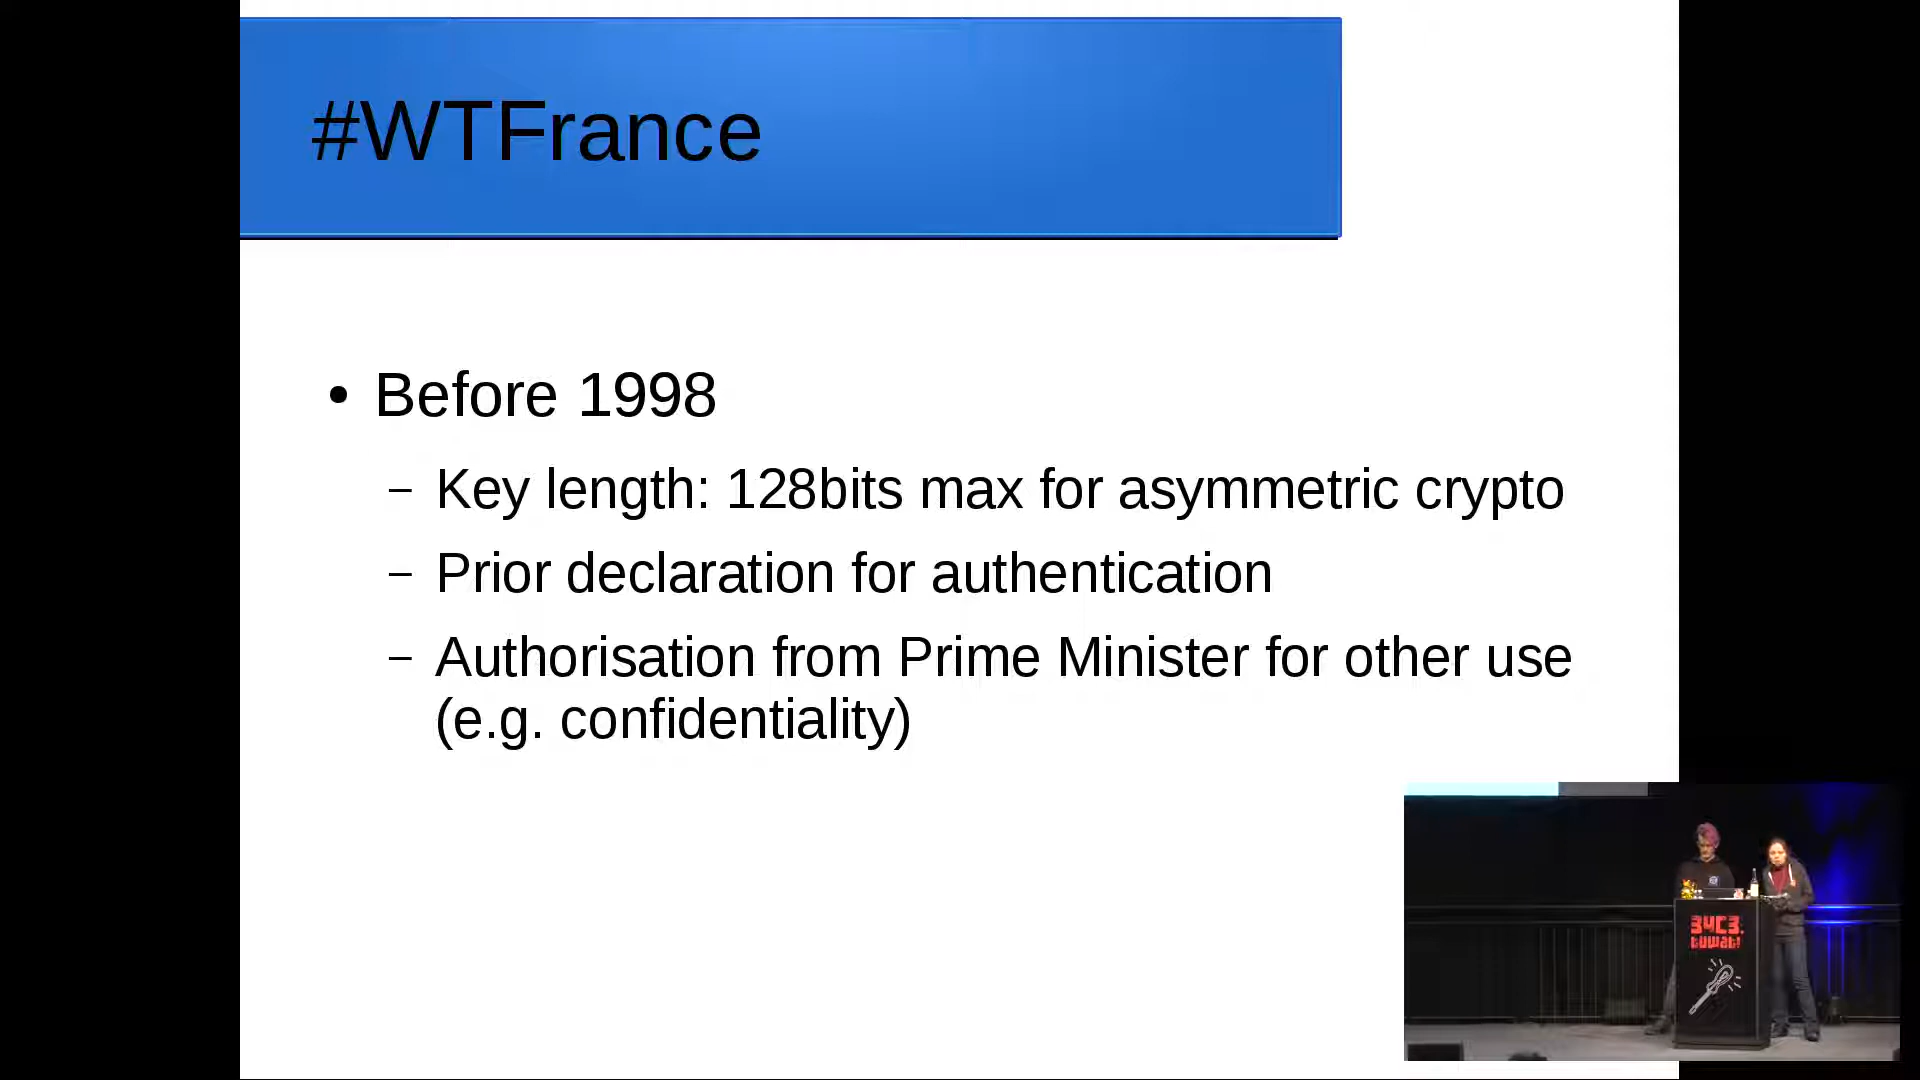 #WTFrance
• Before 1998
– Key length: 128bits max for asymmetric crypto
– Prior declaration for authentication
– Authorisation from Prime Minister for other use
(e.g. confidentiality)
34C3.
tuwat!